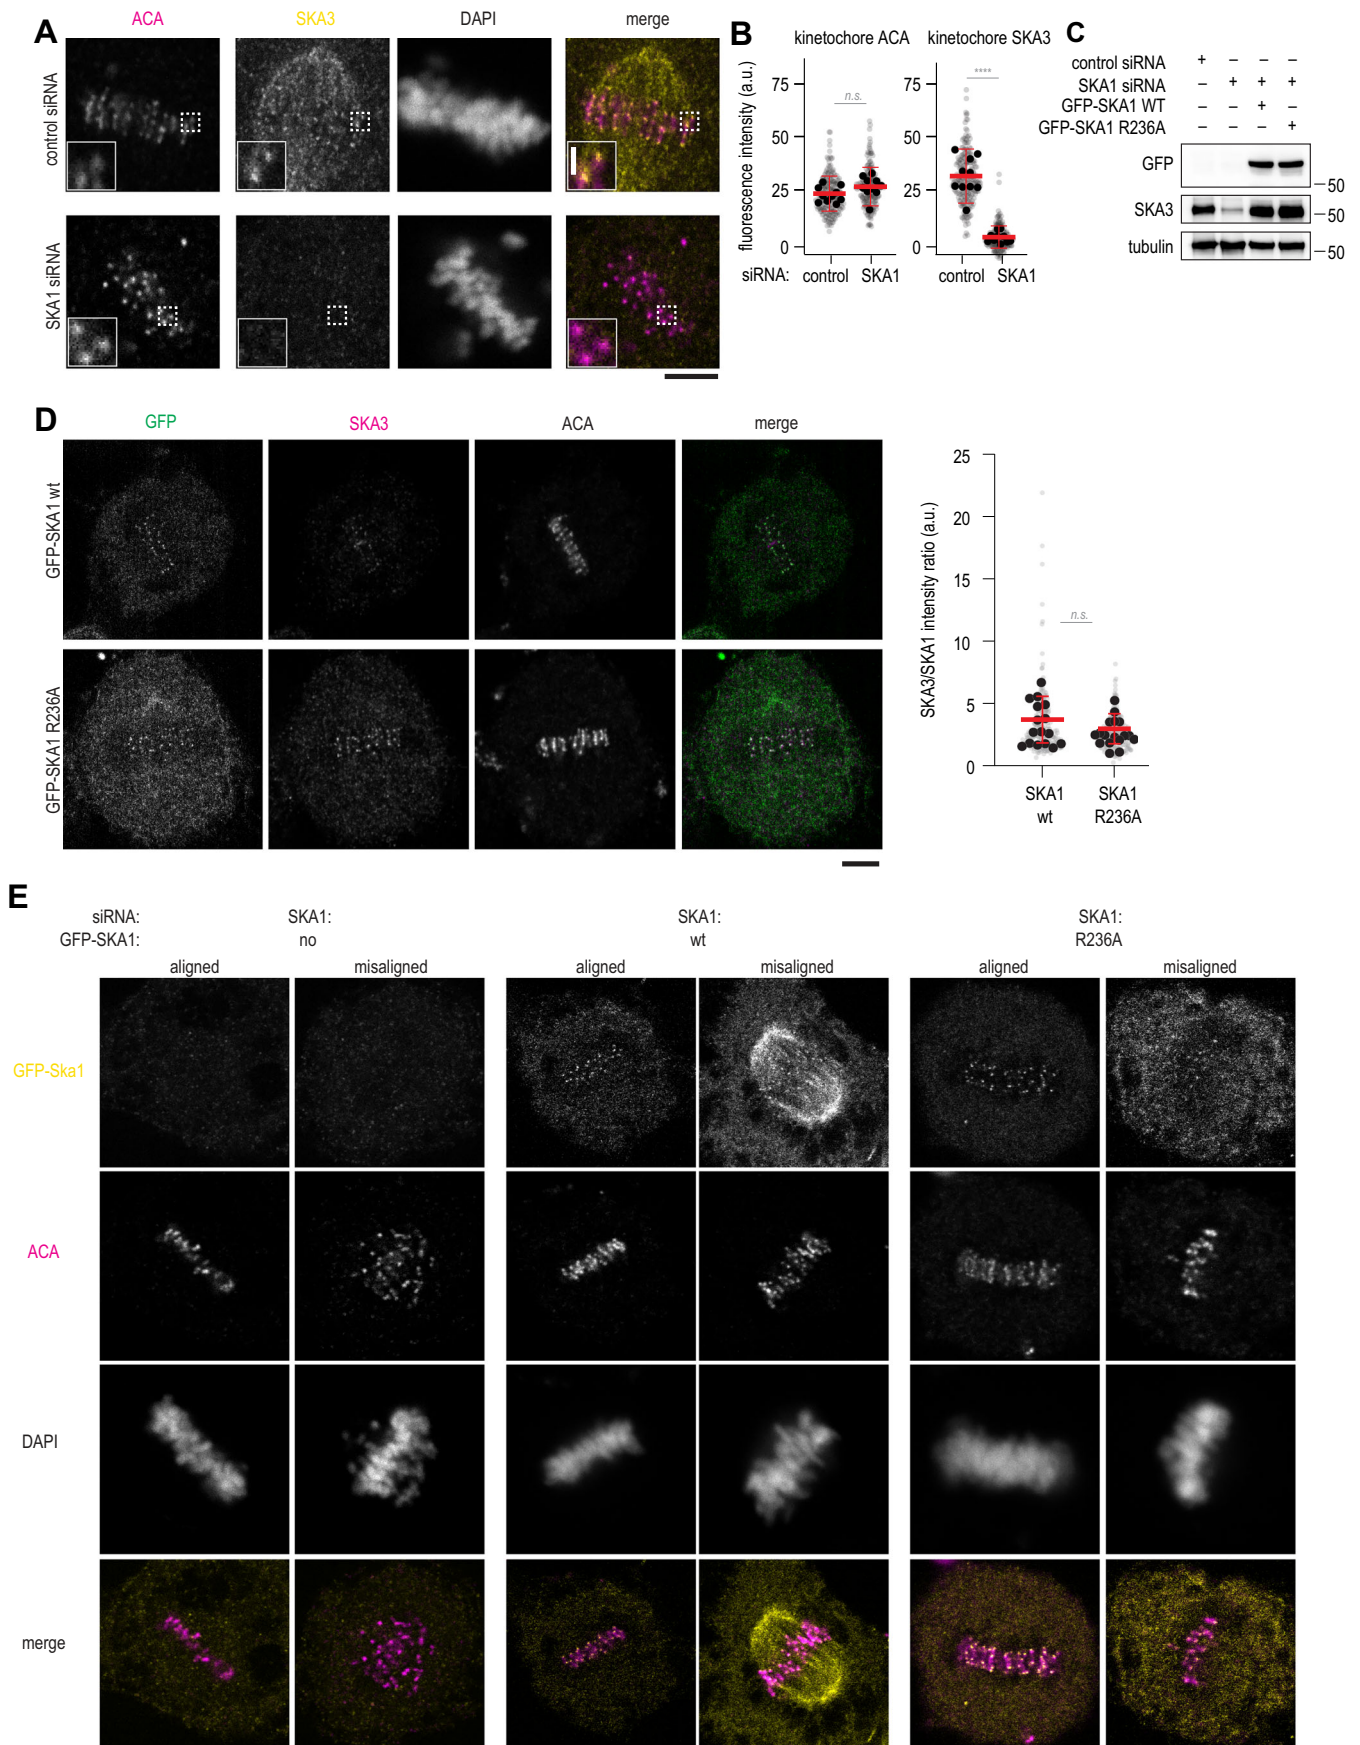 A
ACA SKA3 DAPI merge
control siRNA
SKA1 siRNA
B
kinetochore ACA kinetochore SKA3
fluorescence intensity (a.u.)
75
50
25
0
n.s.
75
50
25
0
****
siRNA: control SKA1 control SKA1
C
control siRNA + – – –
SKA1 siRNA – + + +
GFP-SKA1 WT – – + –
GFP-SKA1 R236A – – – +
GFP
50
SKA3
50
tubulin
50
D
GFP SKA3 ACA merge
GFP-SKA1 wt
GFP-SKA1 R236A
SKA3/SKA1 intensity ratio (a.u.)
25
20
15
10
5
0
n.s.
SKA1 SKA1
wt R236A
E
siRNA: SKA1: SKA1: SKA1:
GFP-SKA1: no wt R236A
aligned misaligned aligned misaligned aligned misaligned
GFP-Ska1
ACA
DAPI
merge